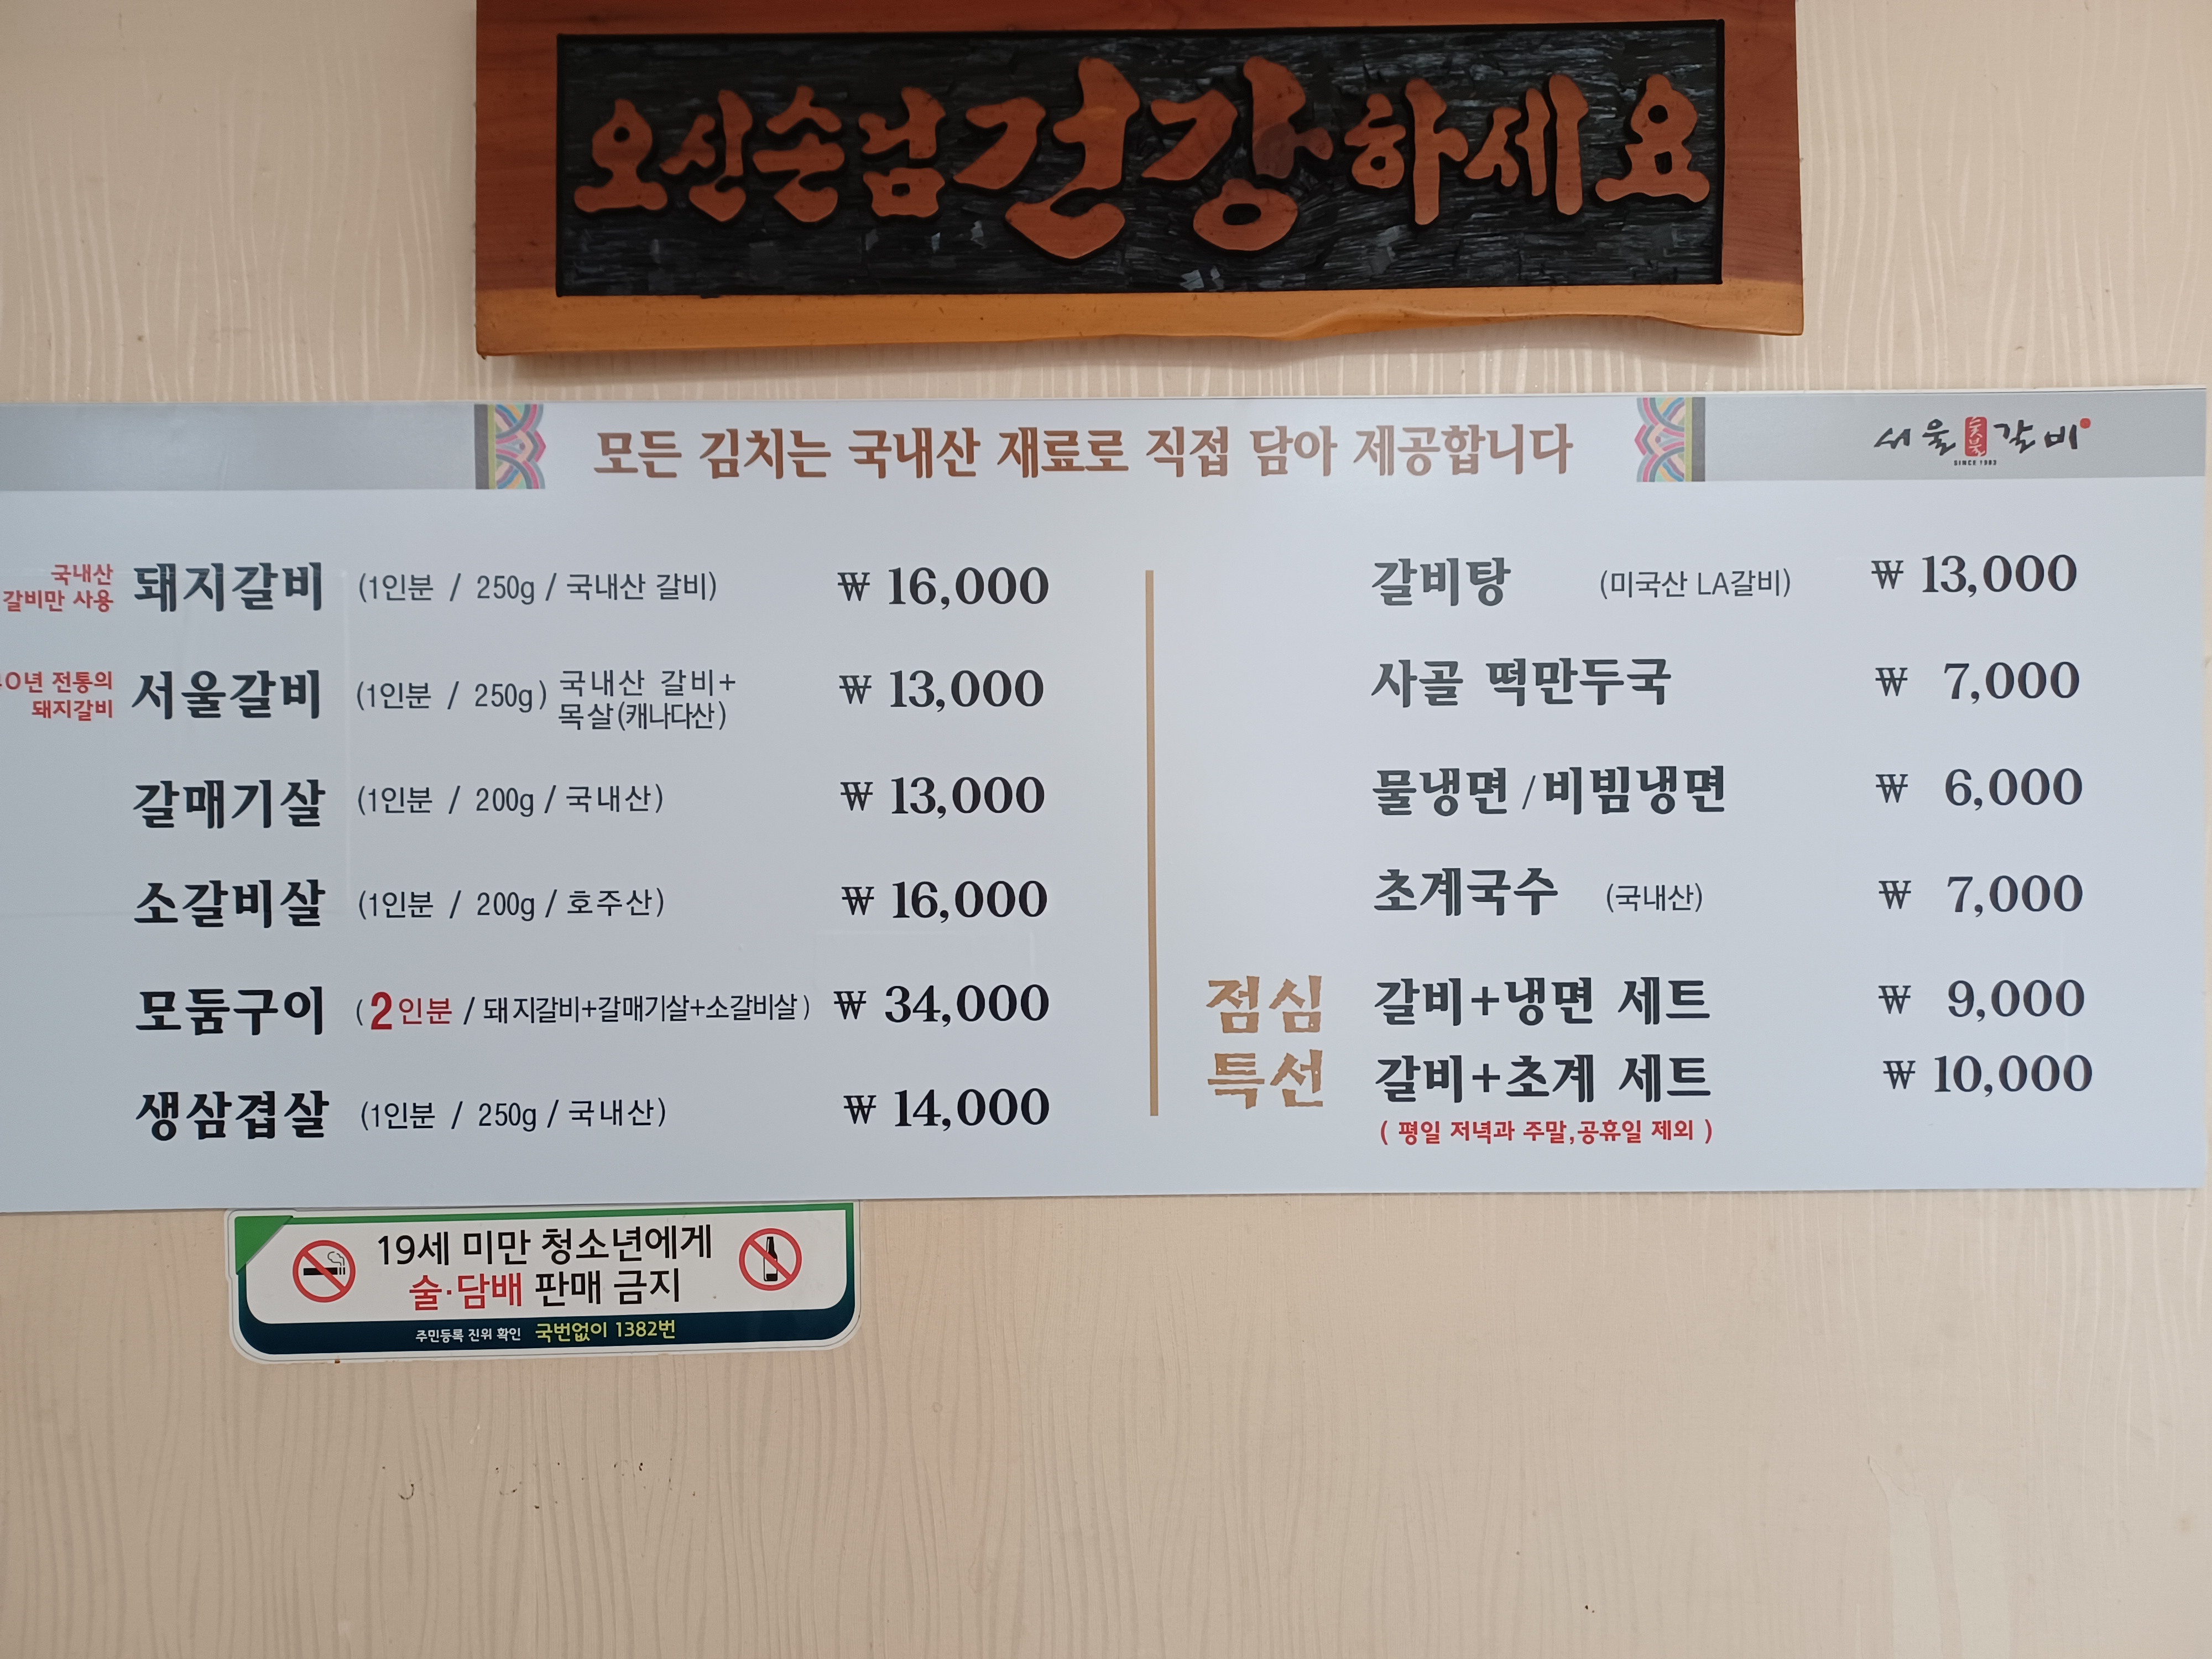 오신손님건강하세요
모든 김치는 국내산 재료로 직접 담아 제공합니다
서울 숯불 갈비
SINCE 1983
국내산
갈비만 사용
돼지갈비 (1인분 / 250g / 국내산 갈비) ₩ 16,000
0년 전통의
돼지갈비
서울갈비 (1인분 / 250g) 국내산 갈비+
목살(캐나다산) ₩ 13,000
갈매기살 (1인분 / 200g / 국내산) ₩ 13,000
소갈비살 (1인분 / 200g / 호주산) ₩ 16,000
모둠구이 (2인분 / 돼지갈비+갈매기살+소갈비살) ₩ 34,000
생삼겹살 (1인분 / 250g / 국내산) ₩ 14,000
갈비탕 (미국산 LA갈비) ₩ 13,000
사골 떡만두국 ₩ 7,000
물냉면/비빔냉면 ₩ 6,000
초계국수 (국내산) ₩ 7,000
점심
특선
갈비+냉면 세트 ₩ 9,000
갈비+초계 세트 ₩ 10,000
( 평일 저녁과 주말,공휴일 제외 )
19세 미만 청소년에게
술·담배 판매 금지
주민등록 진위 확인 국번없이 1382번